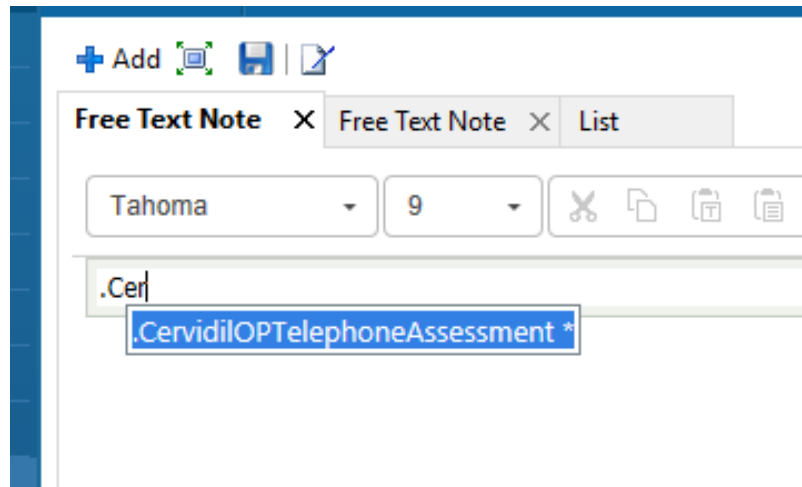 Add
Free Text Note Free Text Note List
Tahoma 9
.Cer
.CervidilOPTelephoneAssessment *